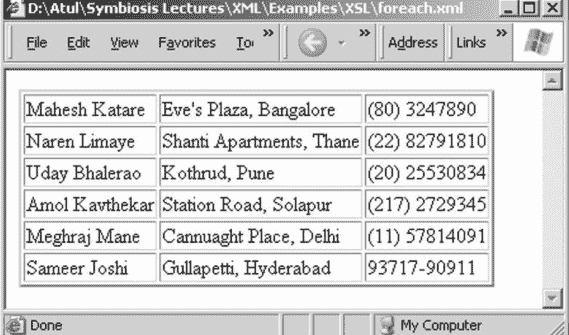 D:\Atul\Symbiosis Lectures\XML\Examples\XSL\foreach.xml
File Edit View Favorites To » Address Links »
Mahesh Katare Eve's Plaza, Bangalore (80) 3247890
Naren Limaye Shanti Apartments, Thane (22) 82791810
Uday Bhalerao Kothrud, Pune (20) 25530834
Amol Kavthekar Station Road, Solapur (217) 2729345
Meghraj Mane Cannuaght Place, Delhi (11) 57814091
Sameer Joshi Gullapetti, Hyderabad 93717-90911
Done My Computer